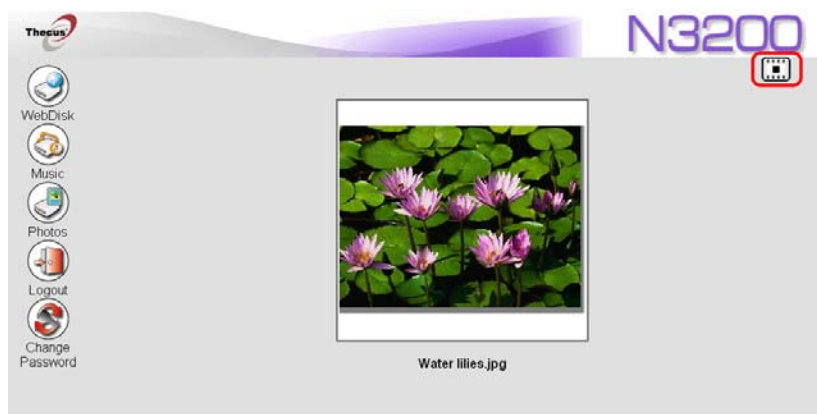 Thecus
N3200
WebDisk
Music
Photos
Logout
Change
Password
Water lilies.jpg